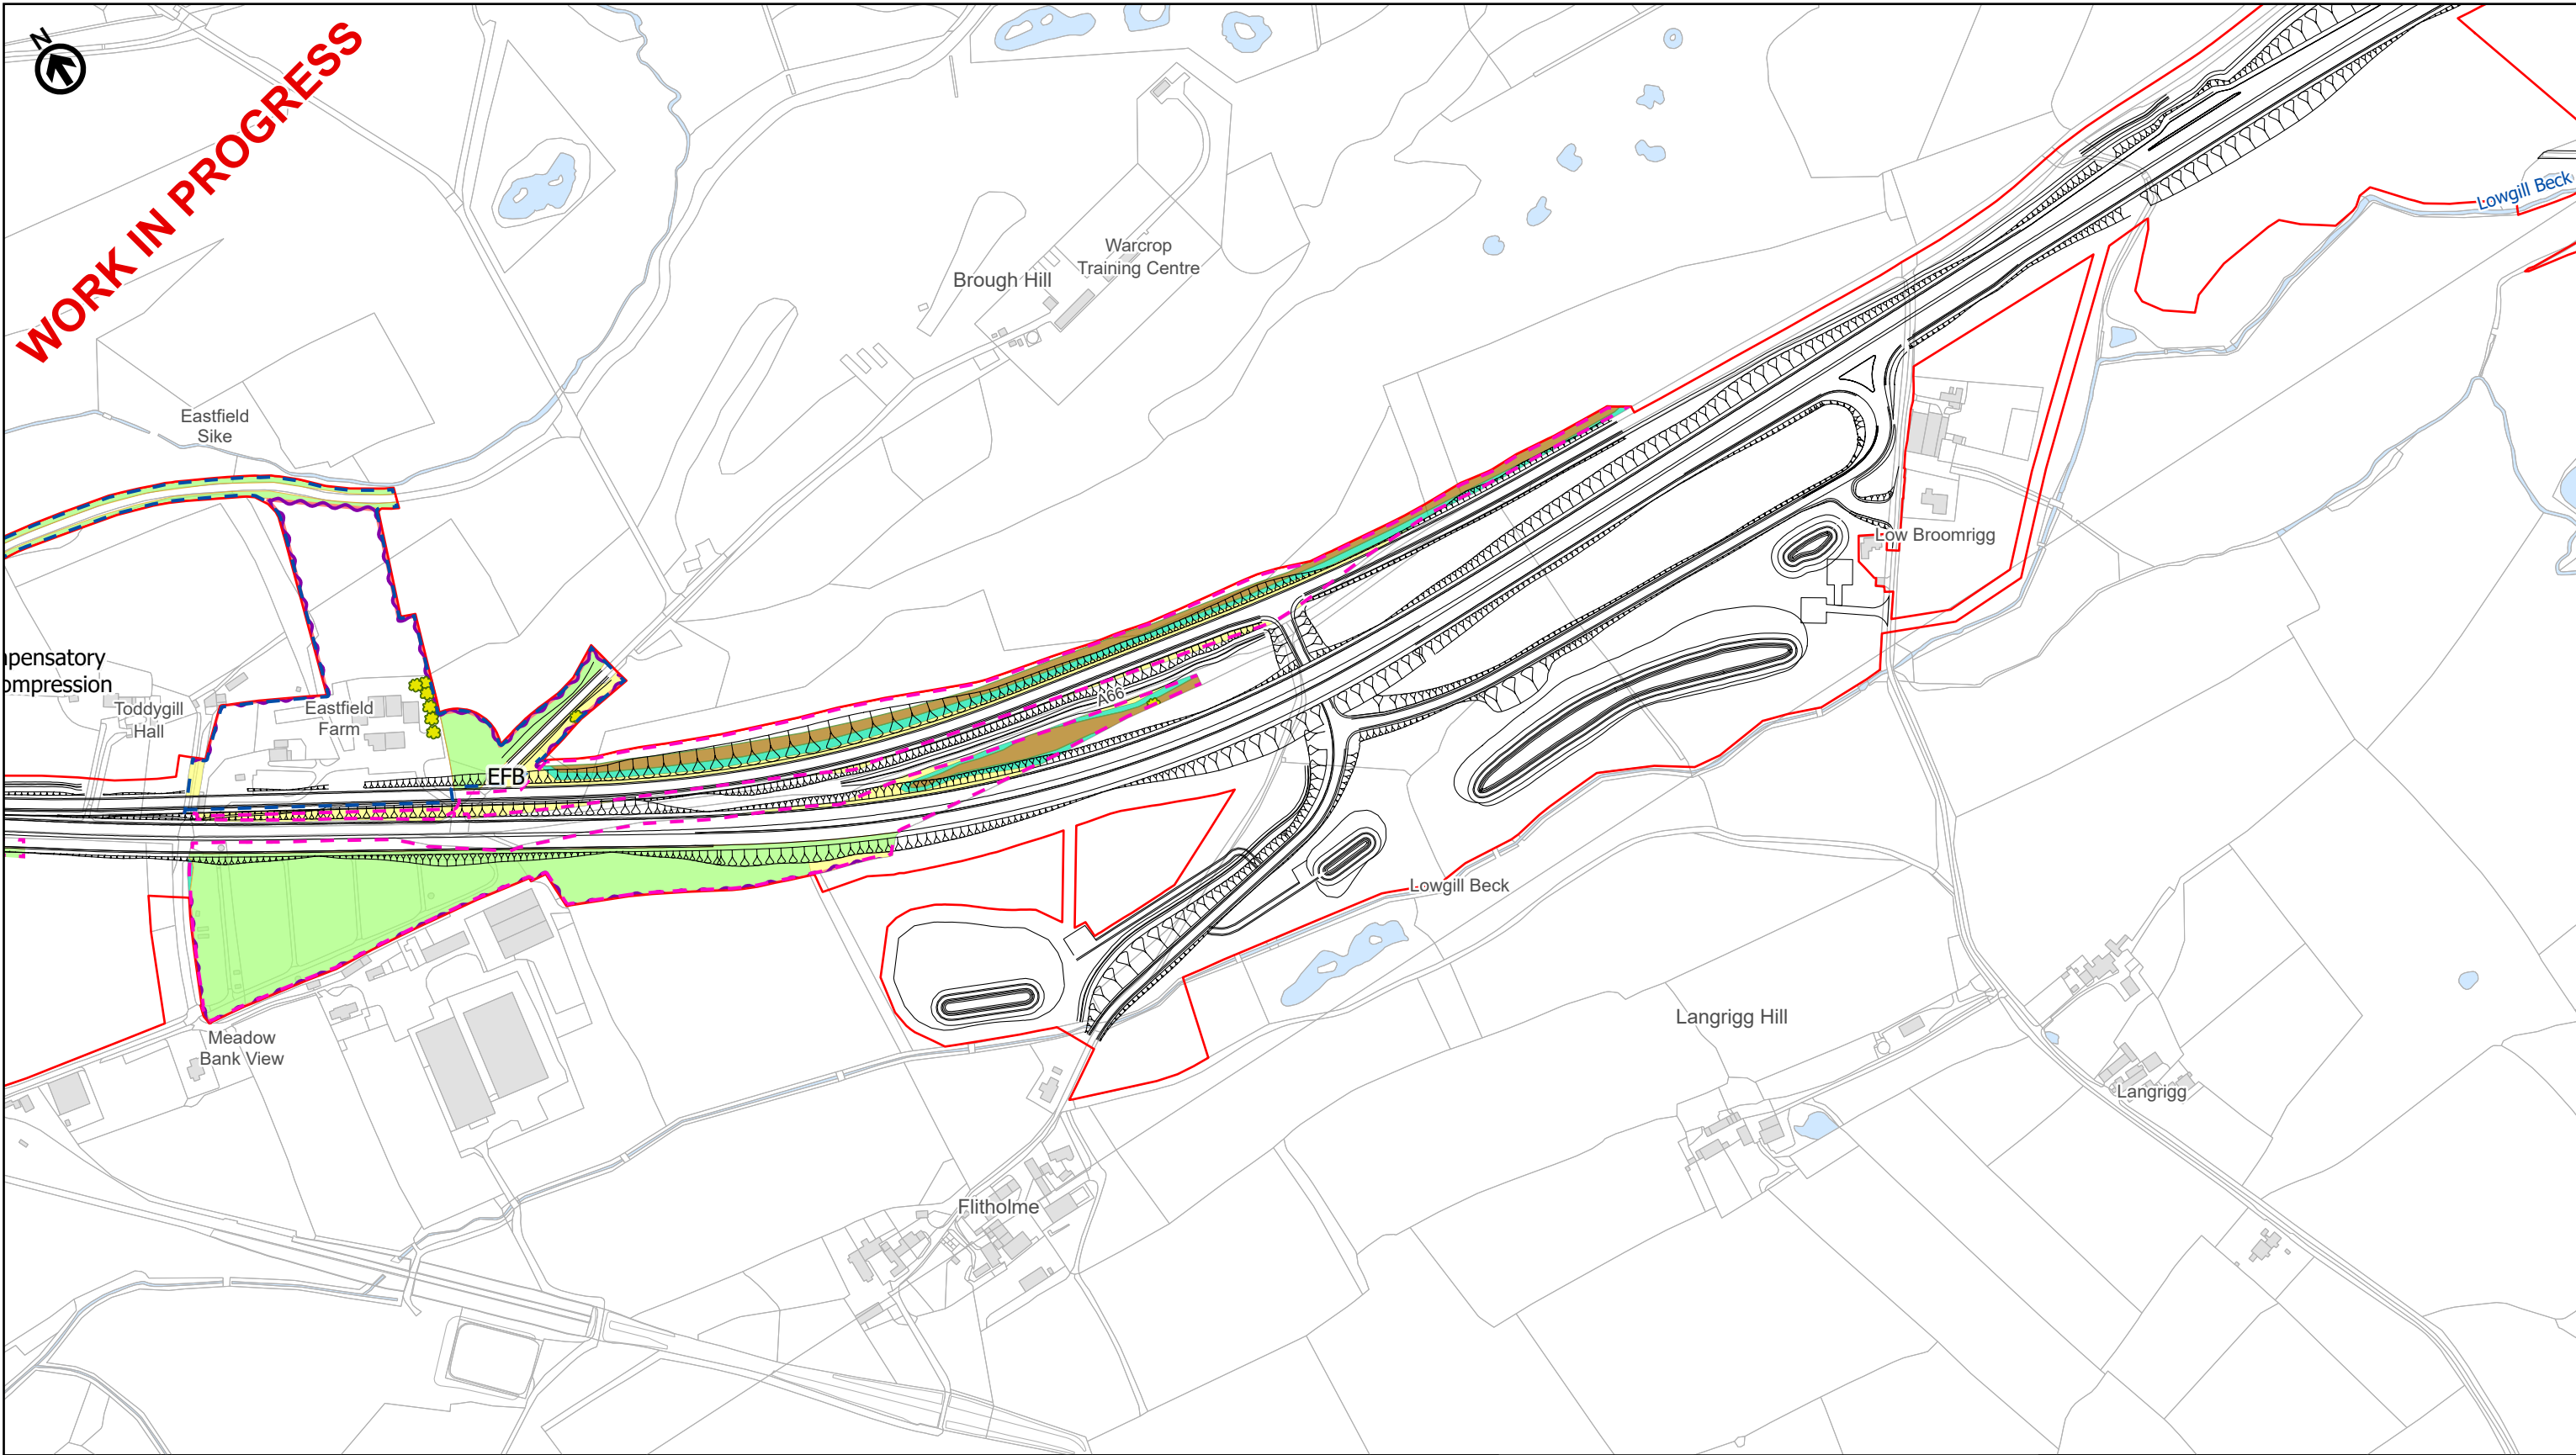 N
WORK IN PROGRESS
Lowgill Beck
Warcrop
Training Centre
Brough Hill
Eastfield
Sike
Low Broomrigg
pensatory
ompression
Toddygill
Hall
Eastfield
Farm
A66
EFB
Lowgill Beck
Meadow
Bank View
Langrigg Hill
Langrigg
Flitholme